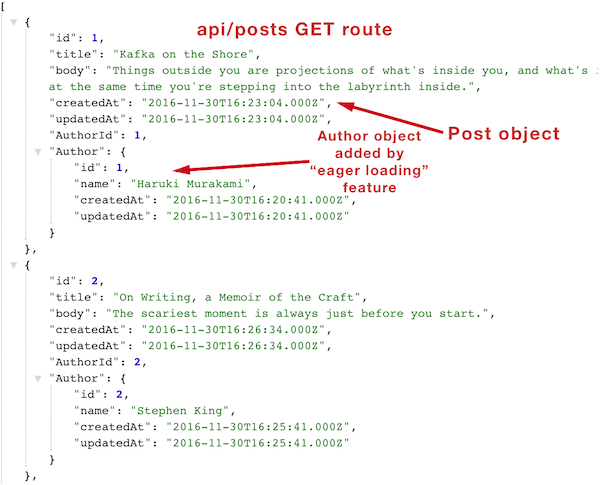 [
api/posts GET route
{
"id": 1,
"title": "Kafka on the Shore",
"body": "Things outside you are projections of what's inside you, and what's i
at the same time you're stepping into the labyrinth inside.",
"createdAt": "2016-11-30T16:23:04.000Z",
"updatedAt": "2016-11-30T16:23:04.000Z",
Post object
"AuthorId": 1,
"Author": {
"id": 1,
"name": "Haruki Murakami",
"createdAt": "2016-11-30T16:20:41.000Z",
"updatedAt": "2016-11-30T16:20:41.000Z"
}
},
Author object
added by
“eager loading”
feature
{
"id": 2,
"title": "On Writing, a Memoir of the Craft",
"body": "The scariest moment is always just before you start.",
"createdAt": "2016-11-30T16:26:34.000Z",
"updatedAt": "2016-11-30T16:26:34.000Z",
"AuthorId": 2,
"Author": {
"id": 2,
"name": "Stephen King",
"createdAt": "2016-11-30T16:25:41.000Z",
"updatedAt": "2016-11-30T16:25:41.000Z"
}
},